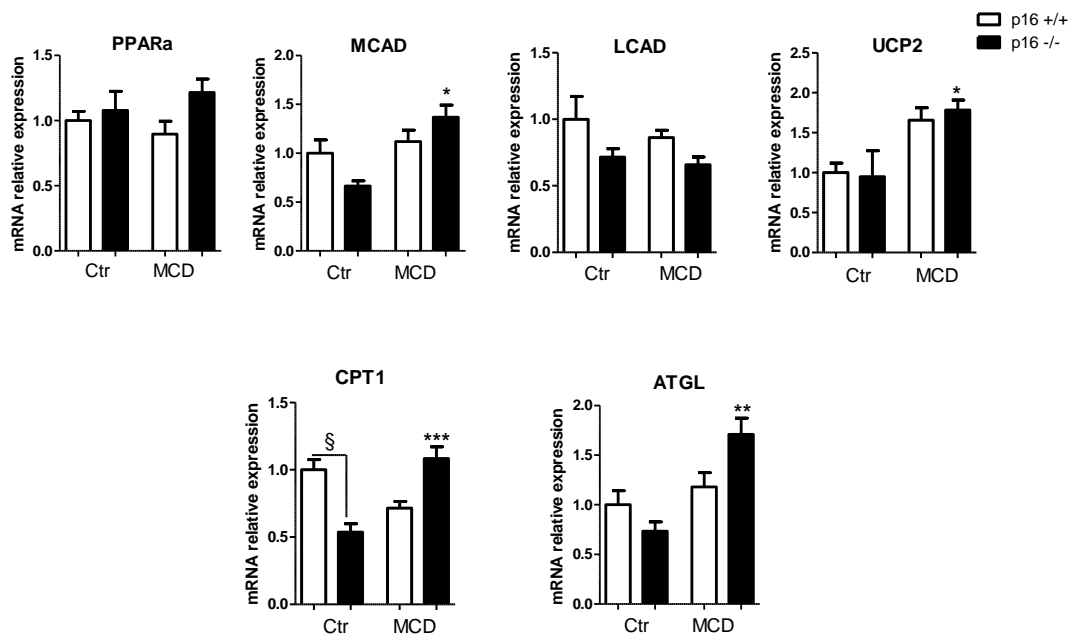 p16 +/+
p16 -/-
PPARa
mRNA relative expression
1.5
1.0
0.5
0.0
Ctr MCD
MCAD
mRNA relative expression
2.0
1.5
1.0
0.5
0.0
*
Ctr MCD
LCAD
mRNA relative expression
1.5
1.0
0.5
0.0
Ctr MCD
UCP2
mRNA relative expression
2.5
2.0
1.5
1.0
0.5
0.0
*
Ctr MCD
CPT1
mRNA relative expression
1.5
1.0
0.5
0.0
§
***
Ctr MCD
ATGL
mRNA relative expression
2.0
1.5
1.0
0.5
0.0
**
Ctr MCD